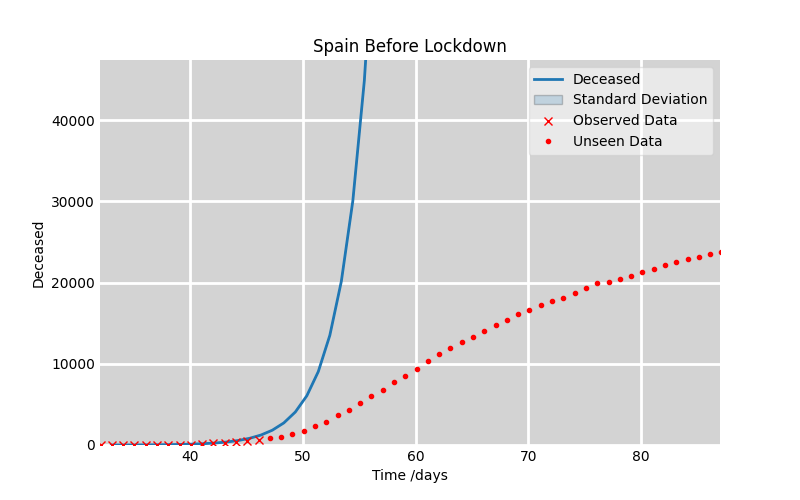 Spain Before Lockdown
Deceased
Standard Deviation
Observed Data
Unseen Data
40000
30000
20000
10000
0
Deceased
40
50
60
70
80
Time /days